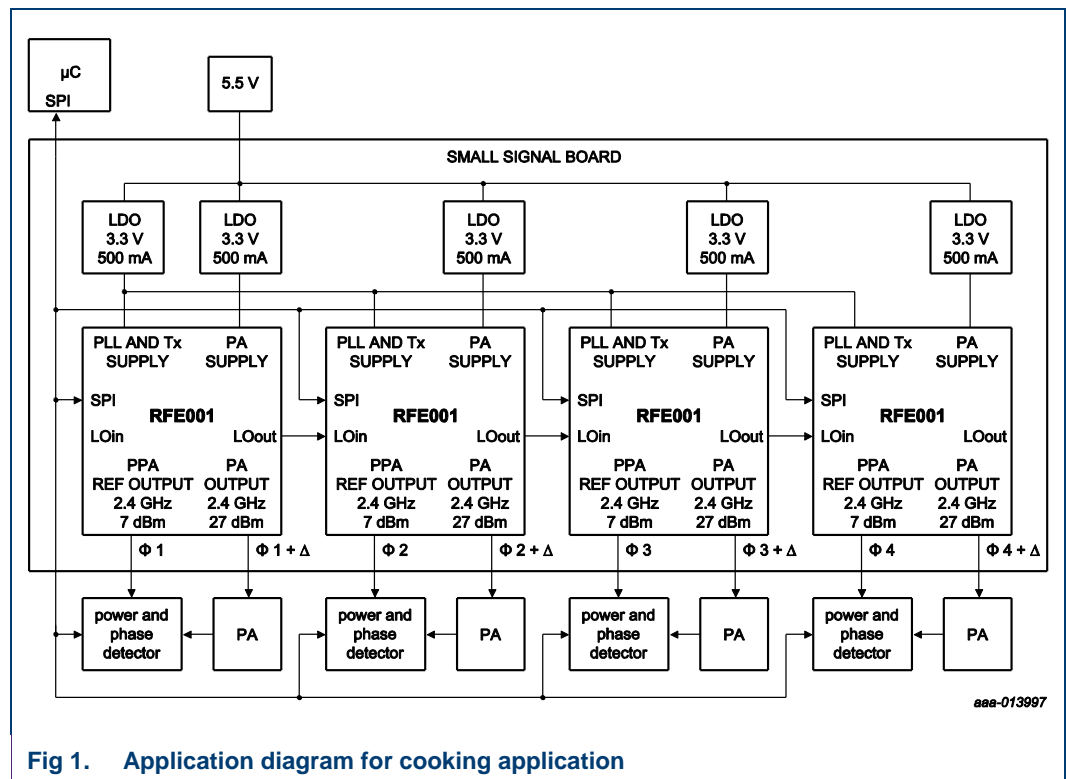 µC
SPI
5.5 V
SMALL SIGNAL BOARD
LDO
3.3 V
500 mA
LDO
3.3 V
500 mA
LDO
3.3 V
500 mA
LDO
3.3 V
500 mA
LDO
3.3 V
500 mA
PLL AND Tx
SUPPLY
PA
SUPPLY
SPI
RFE001
LOin
LOout
PPA
REF OUTPUT
2.4 GHz
7 dBm
PA
OUTPUT
2.4 GHz
27 dBm
PLL AND Tx
SUPPLY
PA
SUPPLY
SPI
RFE001
LOin
LOout
PPA
REF OUTPUT
2.4 GHz
7 dBm
PA
OUTPUT
2.4 GHz
27 dBm
PLL AND Tx
SUPPLY
PA
SUPPLY
SPI
RFE001
LOin
LOout
PPA
REF OUTPUT
2.4 GHz
7 dBm
PA
OUTPUT
2.4 GHz
27 dBm
PLL AND Tx
SUPPLY
PA
SUPPLY
SPI
RFE001
LOin
LOout
PPA
REF OUTPUT
2.4 GHz
7 dBm
PA
OUTPUT
2.4 GHz
27 dBm
Φ 1
Φ 1 + Δ
Φ 2
Φ 2 + Δ
Φ 3
Φ 3 + Δ
Φ 4
Φ 4 + Δ
power and
phase
detector
PA
power and
phase
detector
PA
power and
phase
detector
PA
power and
phase
detector
PA
aaa-013997
Fig 1. Application diagram for cooking application